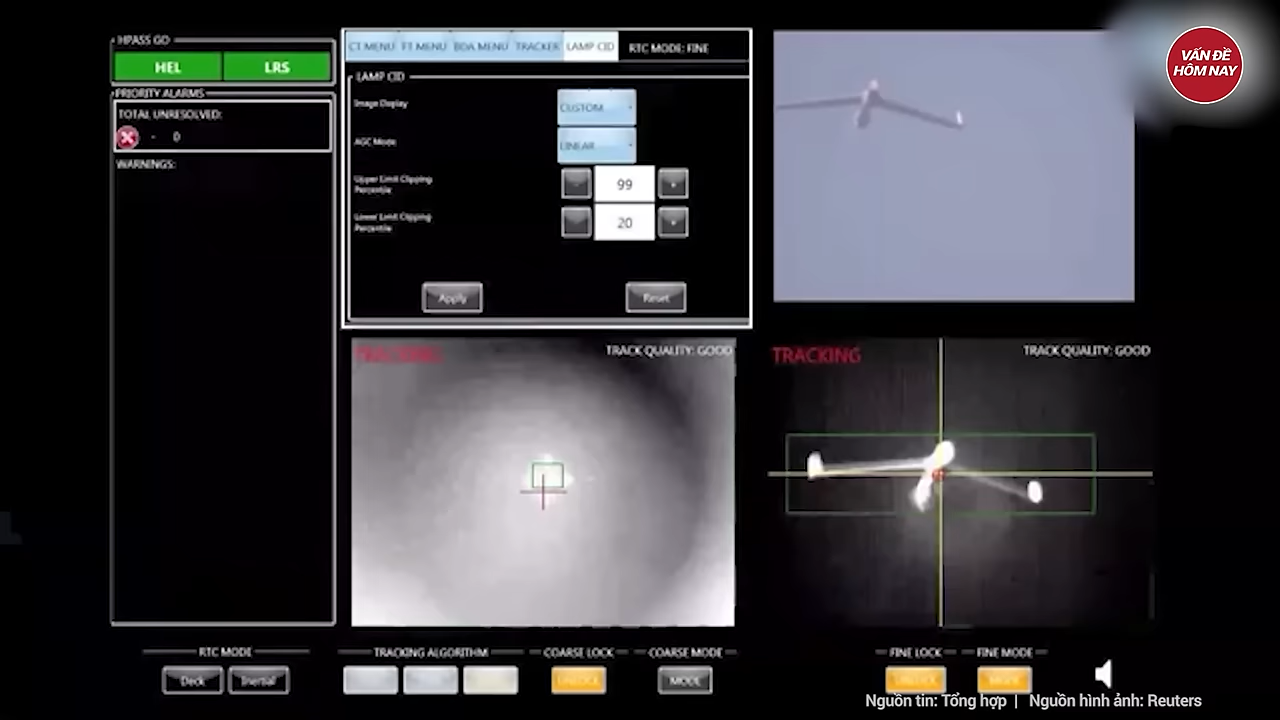 HPASS GO
HEL
LRS
PRIORITY ALARMS
TOTAL UNRESOLVED:
- 0
WARNINGS:
CT MENU
FT MENU
BDA MENU
TRACKER
LAMP CID
RTC MODE: FINE
LAMP CID
Image Display
CUSTOM
AGC Mode
LINEAR
Upper Limit Clipping
Percentile
99
Lower Limit Clipping
Percentile
20
Apply
Reset
VẤN ĐỀ
HÔM NAY
TRACKING
TRACK QUALITY: GOOD
TRACKING
TRACK QUALITY: GOOD
RTC MODE
Deck
Inertial
TRACKING ALGORITHM
COARSE LOCK
UNLOCK
COARSE MODE
MODE
FINE LOCK
UNLOCK
FINE MODE
MODE
Nguồn tin: Tổng hợp | Nguồn hình ảnh: Reuters